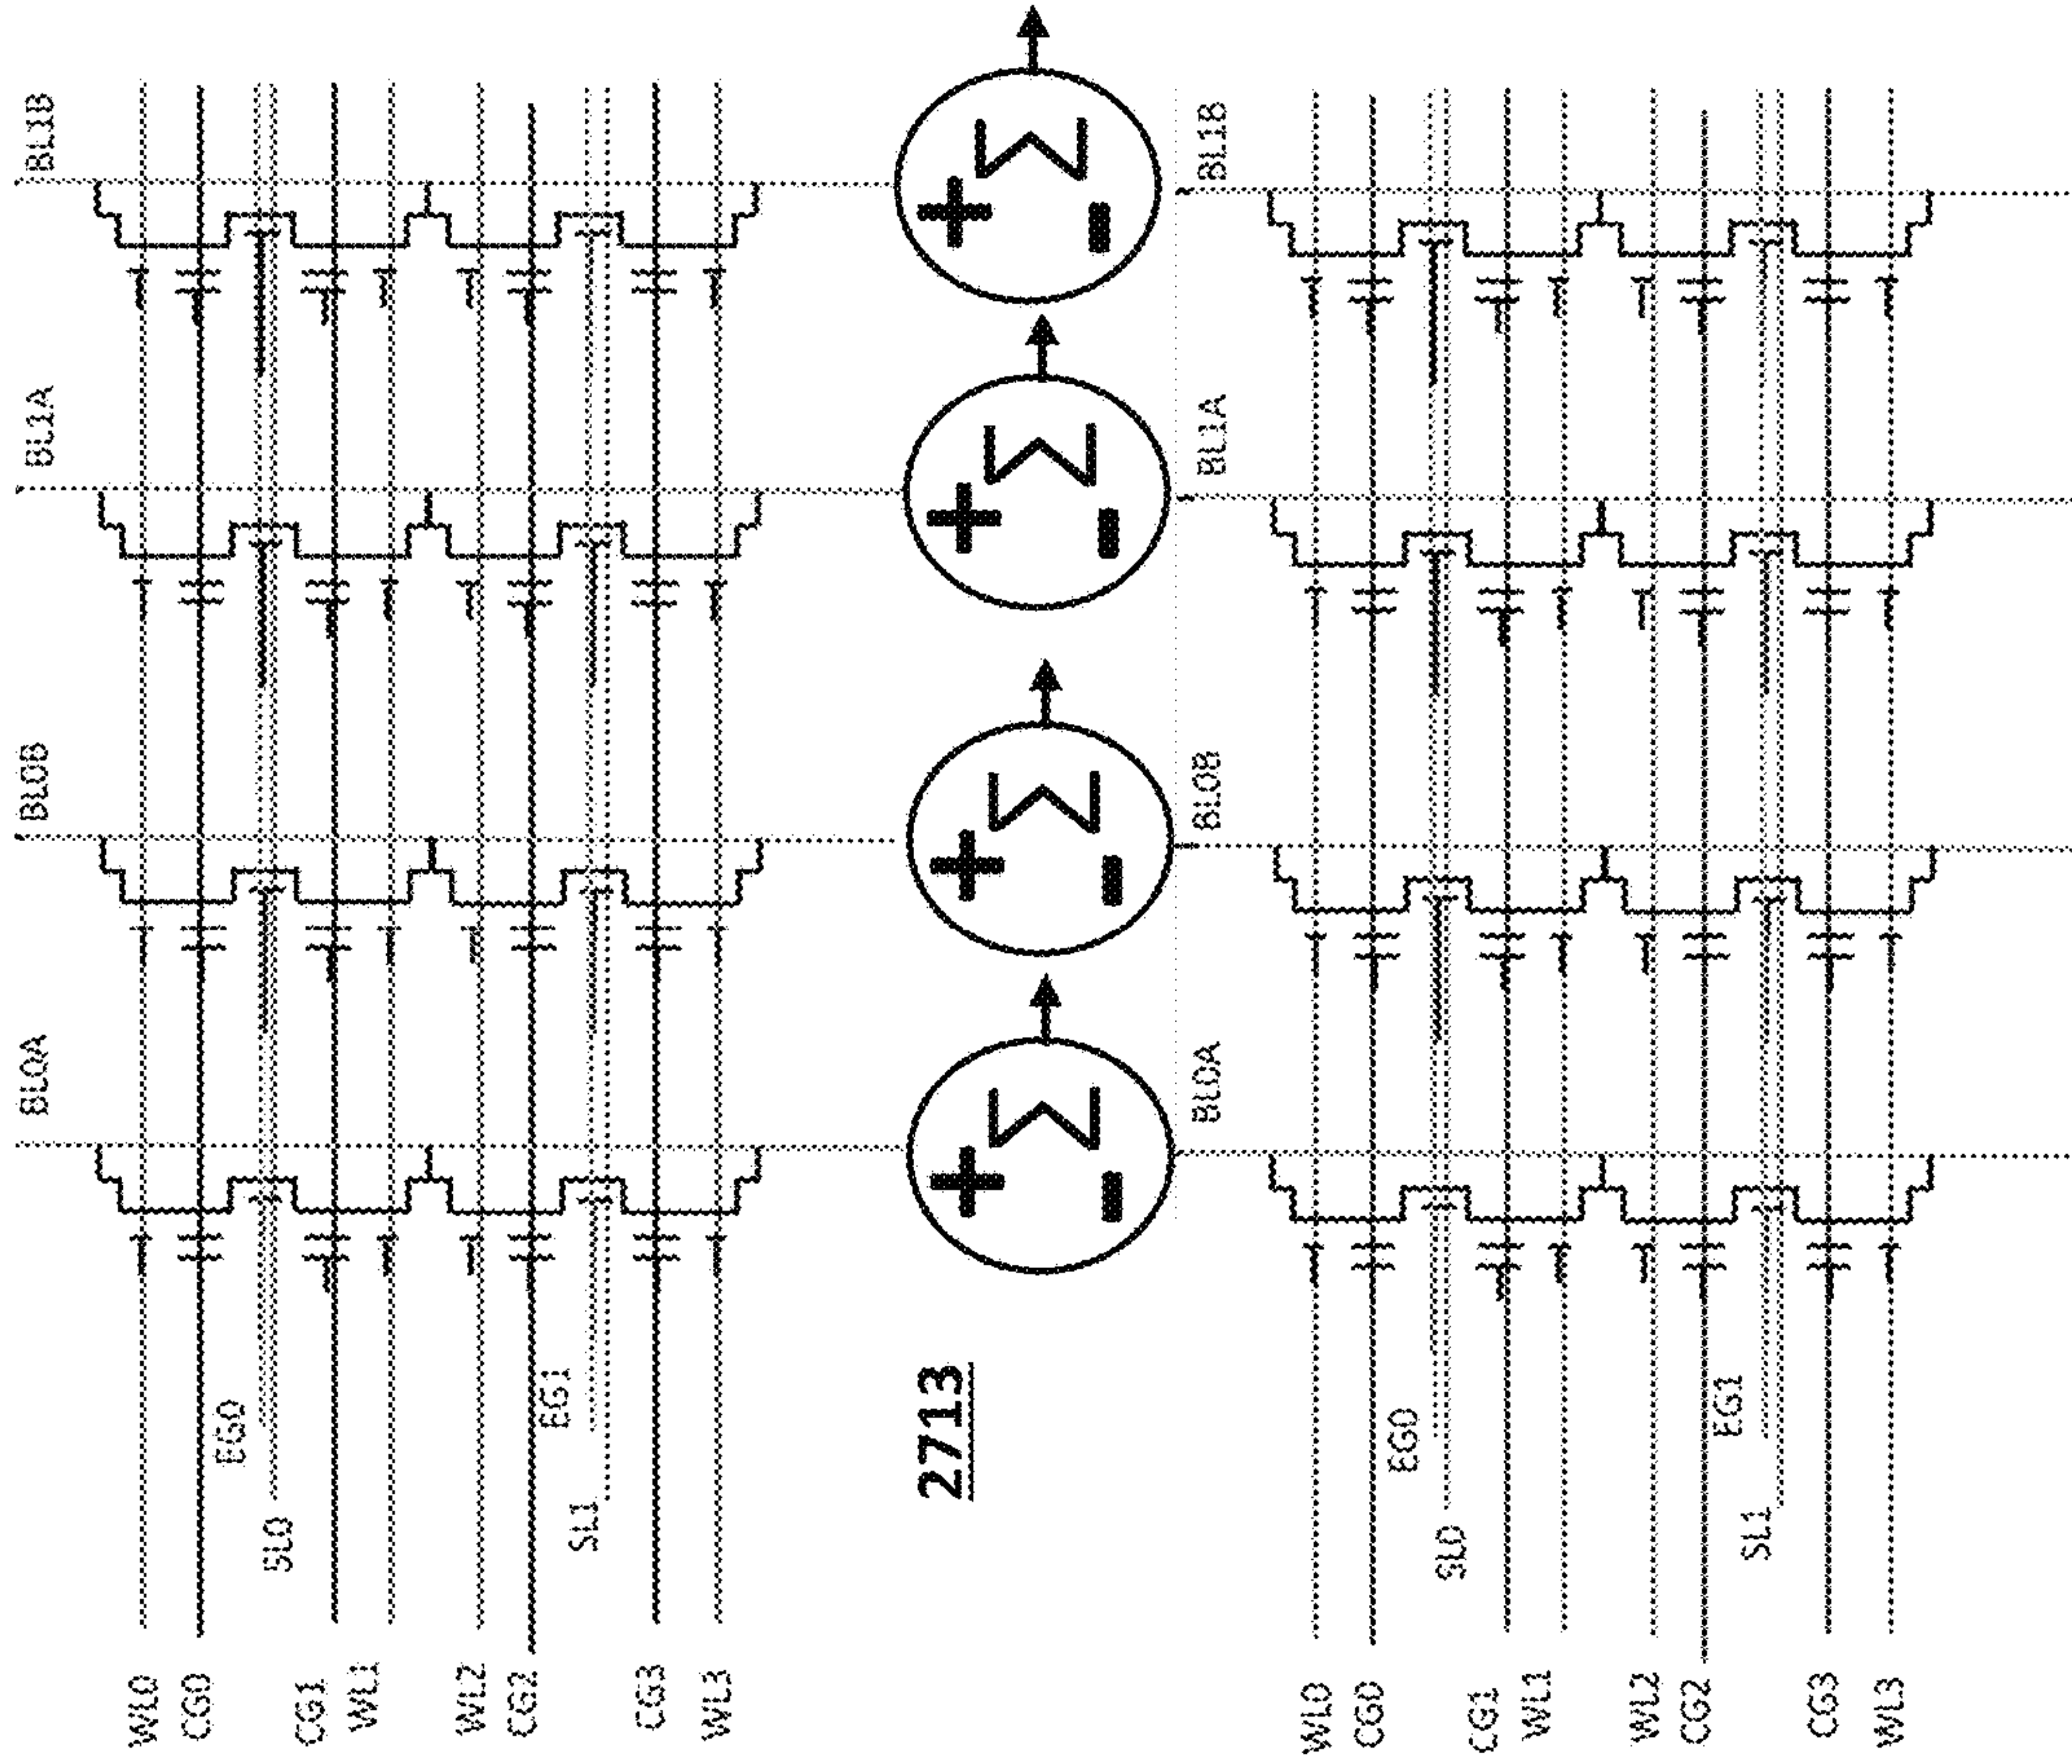 BL0A
BL0B
BL1A
BL1B
WL0
CG0
EG0
SL0
CG1
WL1
WL2
CG2
EG1
SL1
CG3
WL3
2713
+ Σ -
+ Σ -
+ Σ -
+ Σ -
BL0A
BL0B
BL1A
BL1B
WL0
CG0
EG0
SL0
CG1
WL1
WL2
CG2
EG1
SL1
CG3
WL3